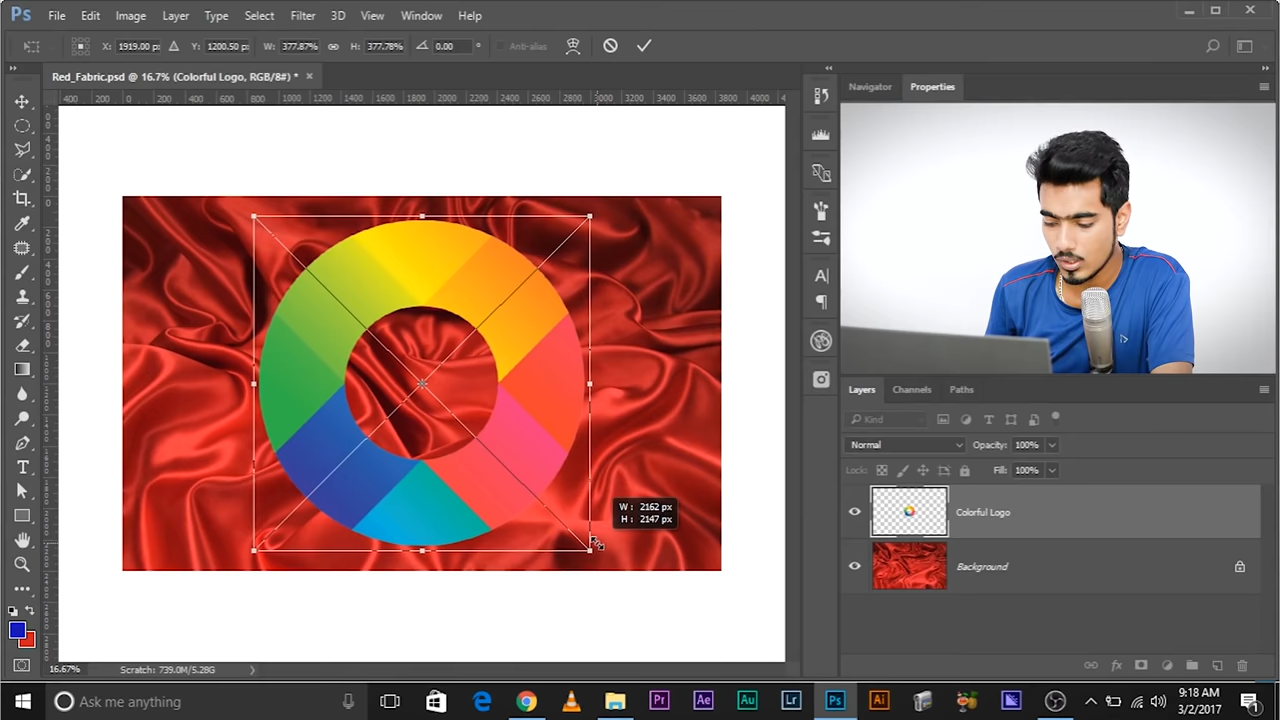 Ps File Edit Image Layer Type Select Filter 3D View Window Help
X: 1919.00 p Y: 1200.50 p W: 377.87% H: 377.78% 0.00 ° Anti-alias
Red_Fabric.psd @ 16.7% (Colorful Logo, RGB/8#) * ×
Navigator Properties
400 200 0 200 400 600 800 1000 1200 1400 1600 1800 2000 2200 2400 2600 2800 3000 3200 3400 3600 3800 4000
W : 2162 px
H : 2147 px
Layers Channels Paths
Kind
Normal Opacity: 100%
Lock: Fill: 100%
Colorful Logo
Background
16.67% Scratch: 739.0M/5.28G
Ask me anything
Pr Ae Au Lr Ps Ai
9:18 AM
3/2/2017
1